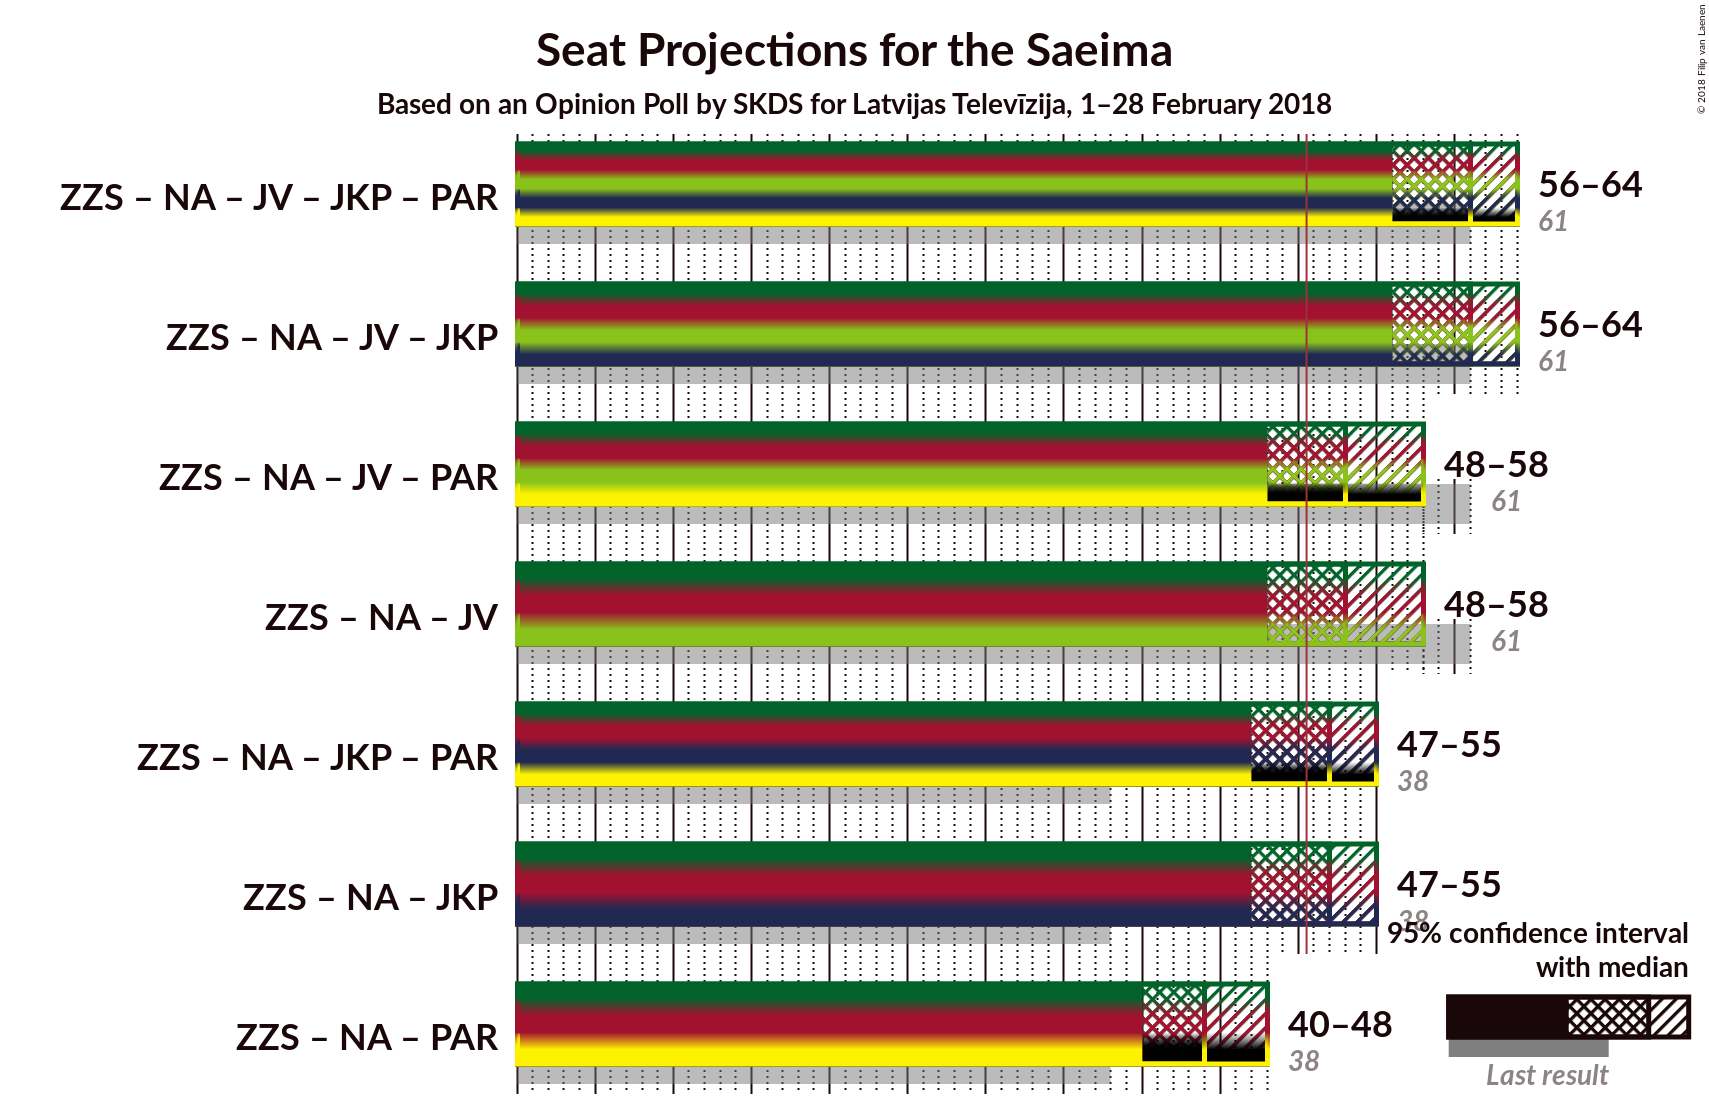 Seat Projections for the Saeima
Based on an Opinion Poll by SKDS for Latvijas Televīzija, 1–28 February 2018
© 2018 Filip van Laenen
ZZS – NA – JV – JKP – PAR
56–64
61
ZZS – NA – JV – JKP
56–64
61
ZZS – NA – JV – PAR
48–58
61
ZZS – NA – JV
48–58
61
ZZS – NA – JKP – PAR
47–55
38
ZZS – NA – JKP
47–55
38
95% confidence interval
with median
Last result
ZZS – NA – PAR
40–48
38